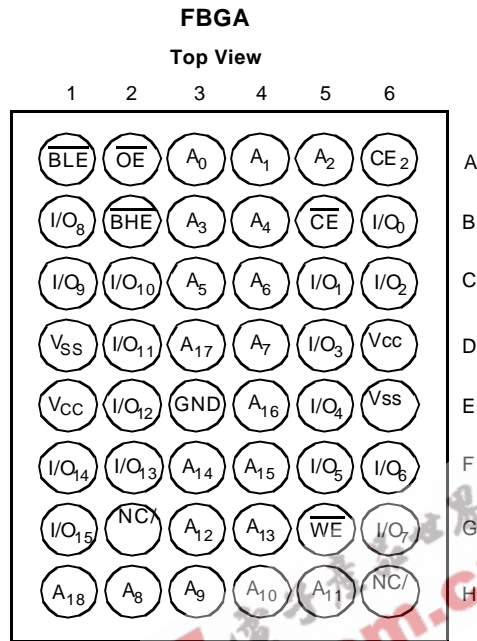 FBGA
Top View
1 2 3 4 5 6
BLE OE A0 A1 A2 CE2 A
I/O8 BHE A3 A4 CE I/O0 B
I/O9 I/O10 A5 A6 I/O1 I/O2 C
VSS I/O11 A17 A7 I/O3 Vcc D
VCC I/O12 GND A16 I/O4 Vss E
I/O14 I/O13 A14 A15 I/O5 I/O6 F
I/O15 NC/ A12 A13 WE I/O7 G
A18 A8 A9 A10 A11 NC/ H